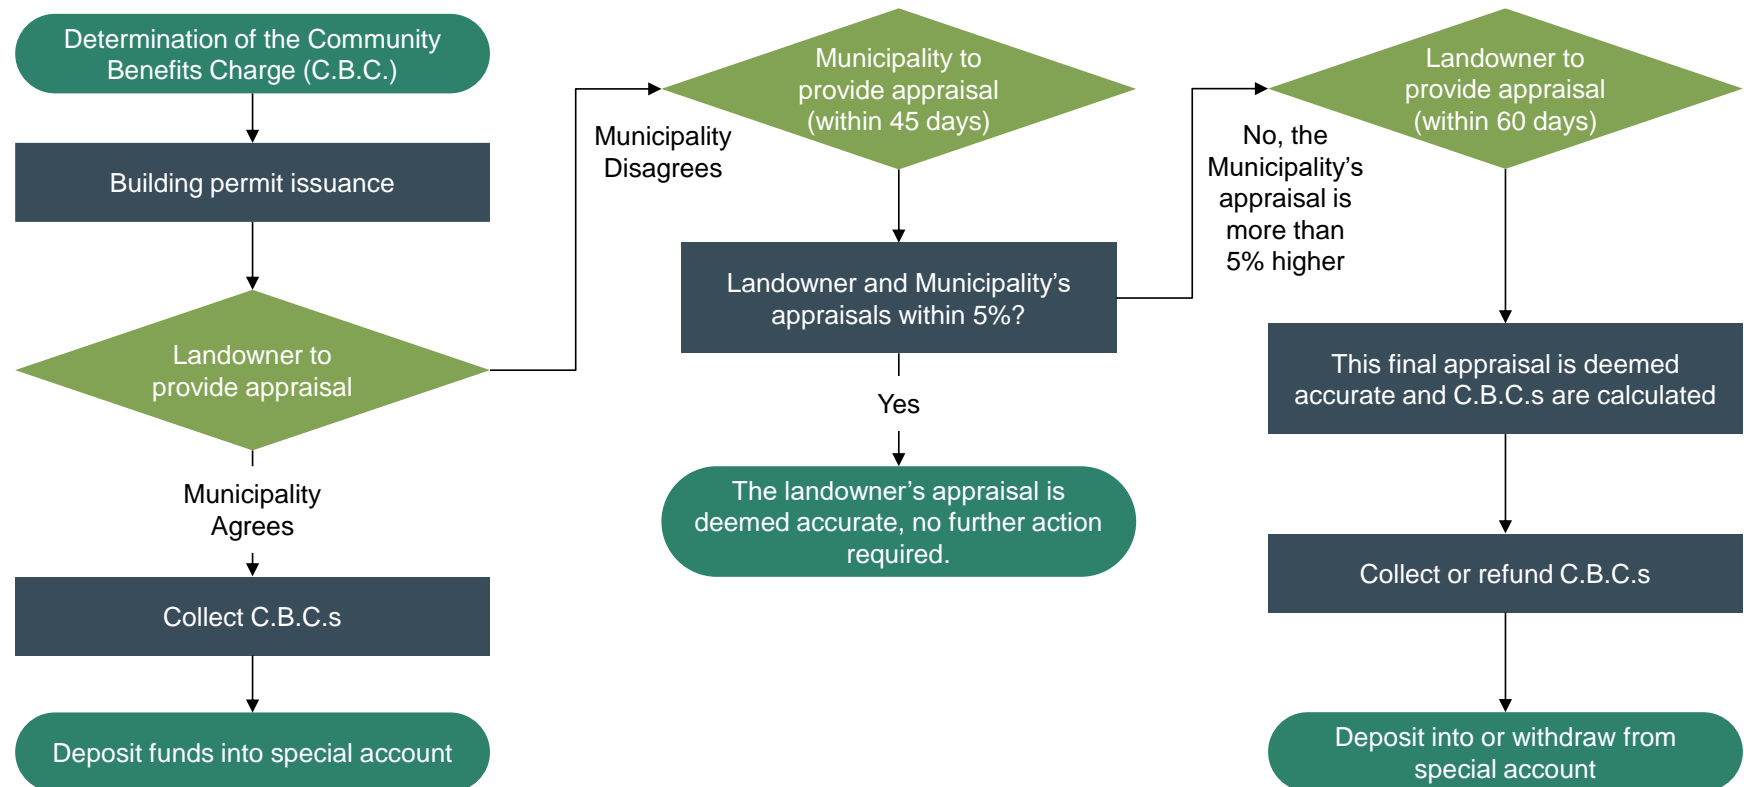 Determination of the Community
Benefits Charge (C.B.C.)
Building permit issuance
Landowner to
provide appraisal
Municipality
Agrees
Collect C.B.C.s
Deposit funds into special account
Municipality
Disagrees
Municipality to
provide appraisal
(within 45 days)
Landowner and Municipality’s
appraisals within 5%?
Yes
The landowner’s appraisal is
deemed accurate, no further action
required.
No, the
Municipality’s
appraisal is
more than
5% higher
Landowner to
provide appraisal
(within 60 days)
This final appraisal is deemed
accurate and C.B.C.s are calculated
Collect or refund C.B.C.s
Deposit into or withdraw from
special account